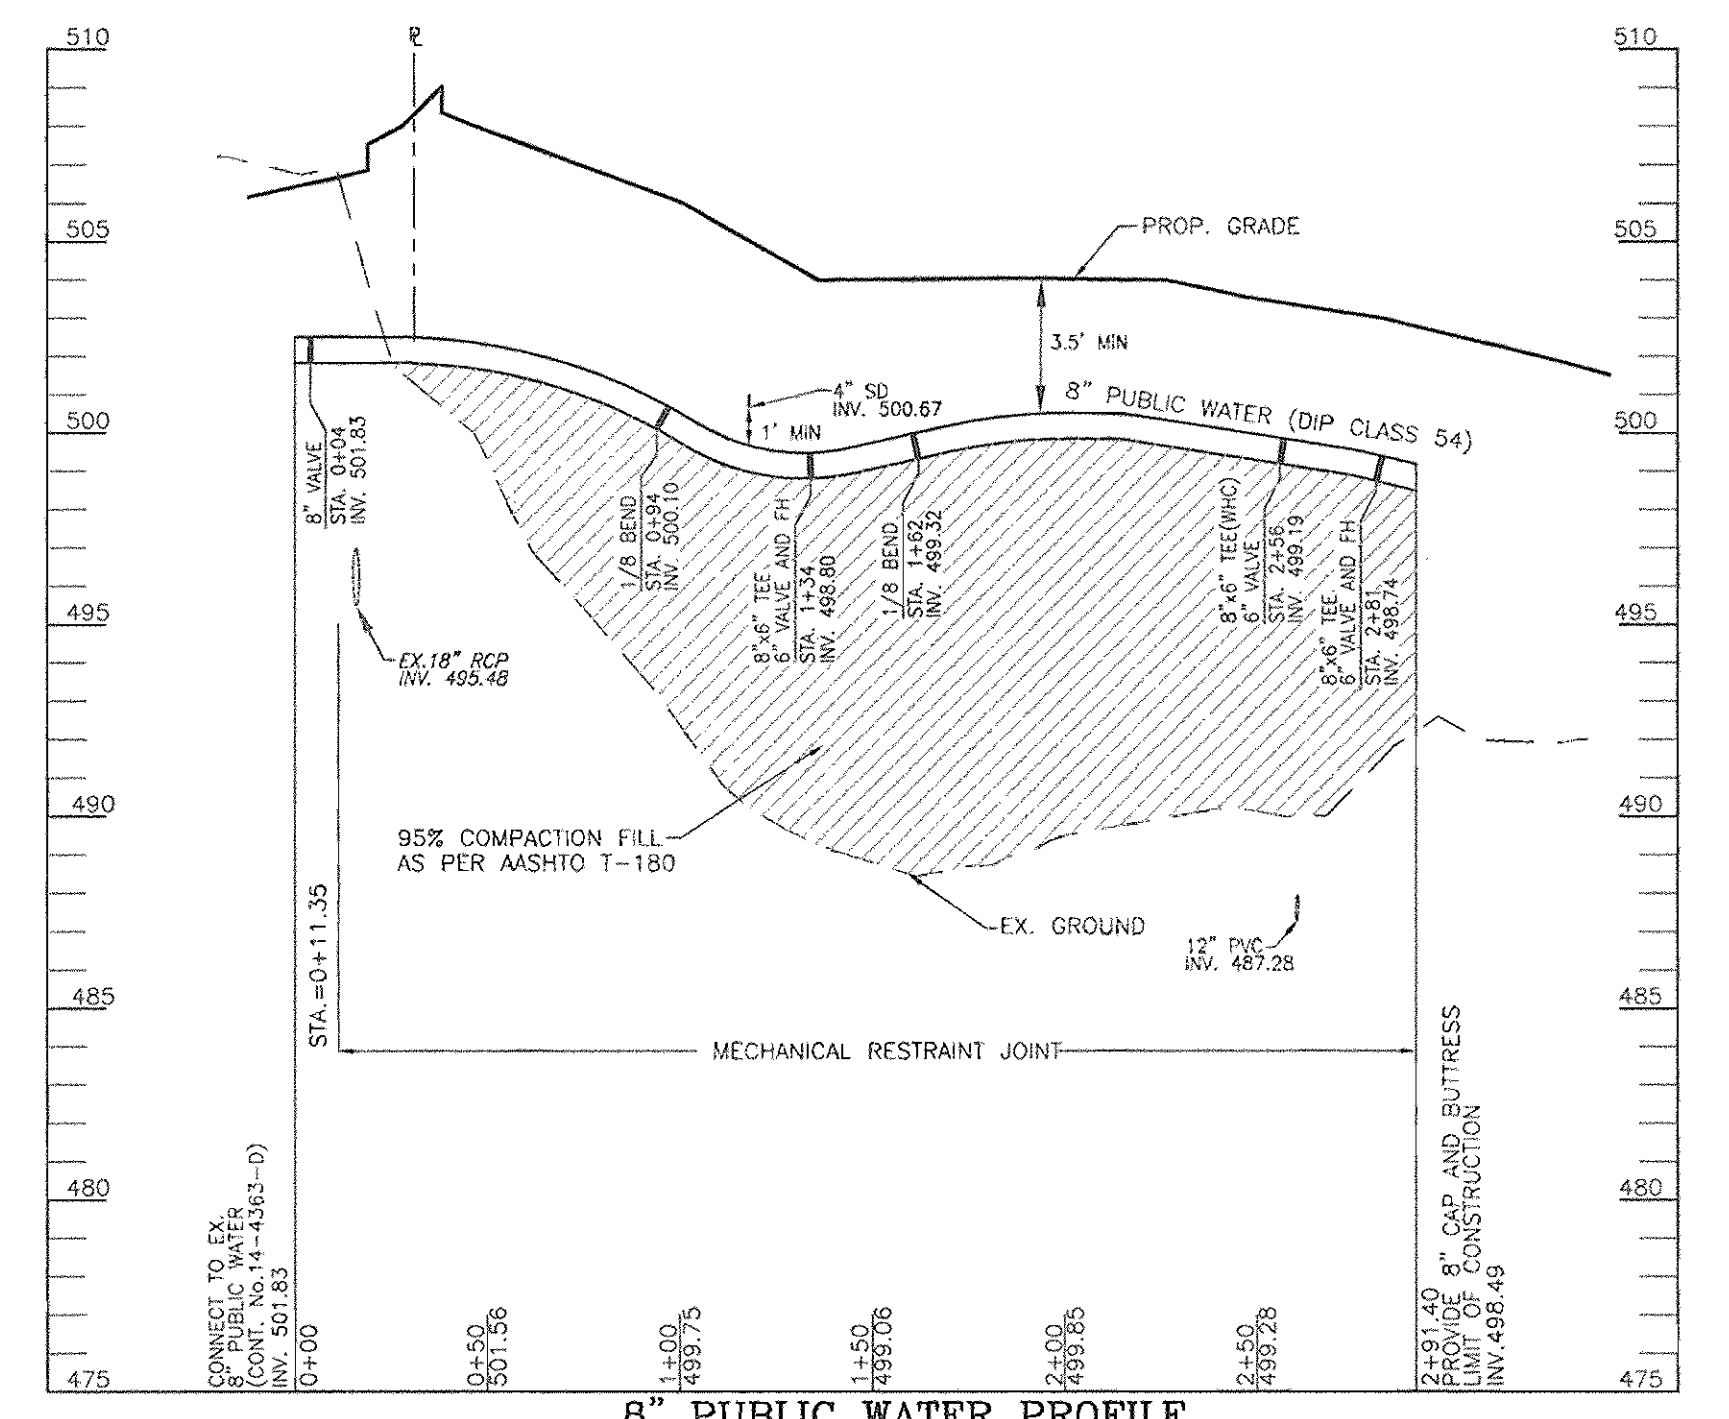 510
505
500
495
490
485
480
475
510
505
500
495
490
485
480
475
PL
PROP. GRADE
3.5' MIN
8" PUBLIC WATER (DIP CLASS 54)
4" SD
INV. 500.67
1' MIN
8" VALVE
STA. 0+04
INV. 501.83
EX.18" RCP
INV. 495.48
1/8 BEND
STA. 0+94
INV. 500.10
8"x6" TEE
6" VALVE AND FH
STA. 1+34
INV. 498.80
1/8 BEND
STA. 1+62
INV. 499.32
8"x6" TEE(WHC)
6" VALVE
STA. 2+56
INV. 499.19
8"x6" TEE
6" VALVE AND FH
STA. 2+81
INV. 498.74
95% COMPACTION FILL
AS PER AASHTO T-180
EX. GROUND
12" PVC
INV. 487.28
STA.=0+11.35
MECHANICAL RESTRAINT JOINT
CONNECT TO EX.
8" PUBLIC WATER
(CONT. No.14-4363-D)
INV. 501.83
0+00
0+50
501.56
1+00
499.75
1+50
499.06
2+00
499.85
2+50
499.28
2+91.40
PROVIDE 8" CAP AND BUTTRESS
LIMIT OF CONSTRUCTION
INV.498.49
8" PUBLIC WATER PROFILE